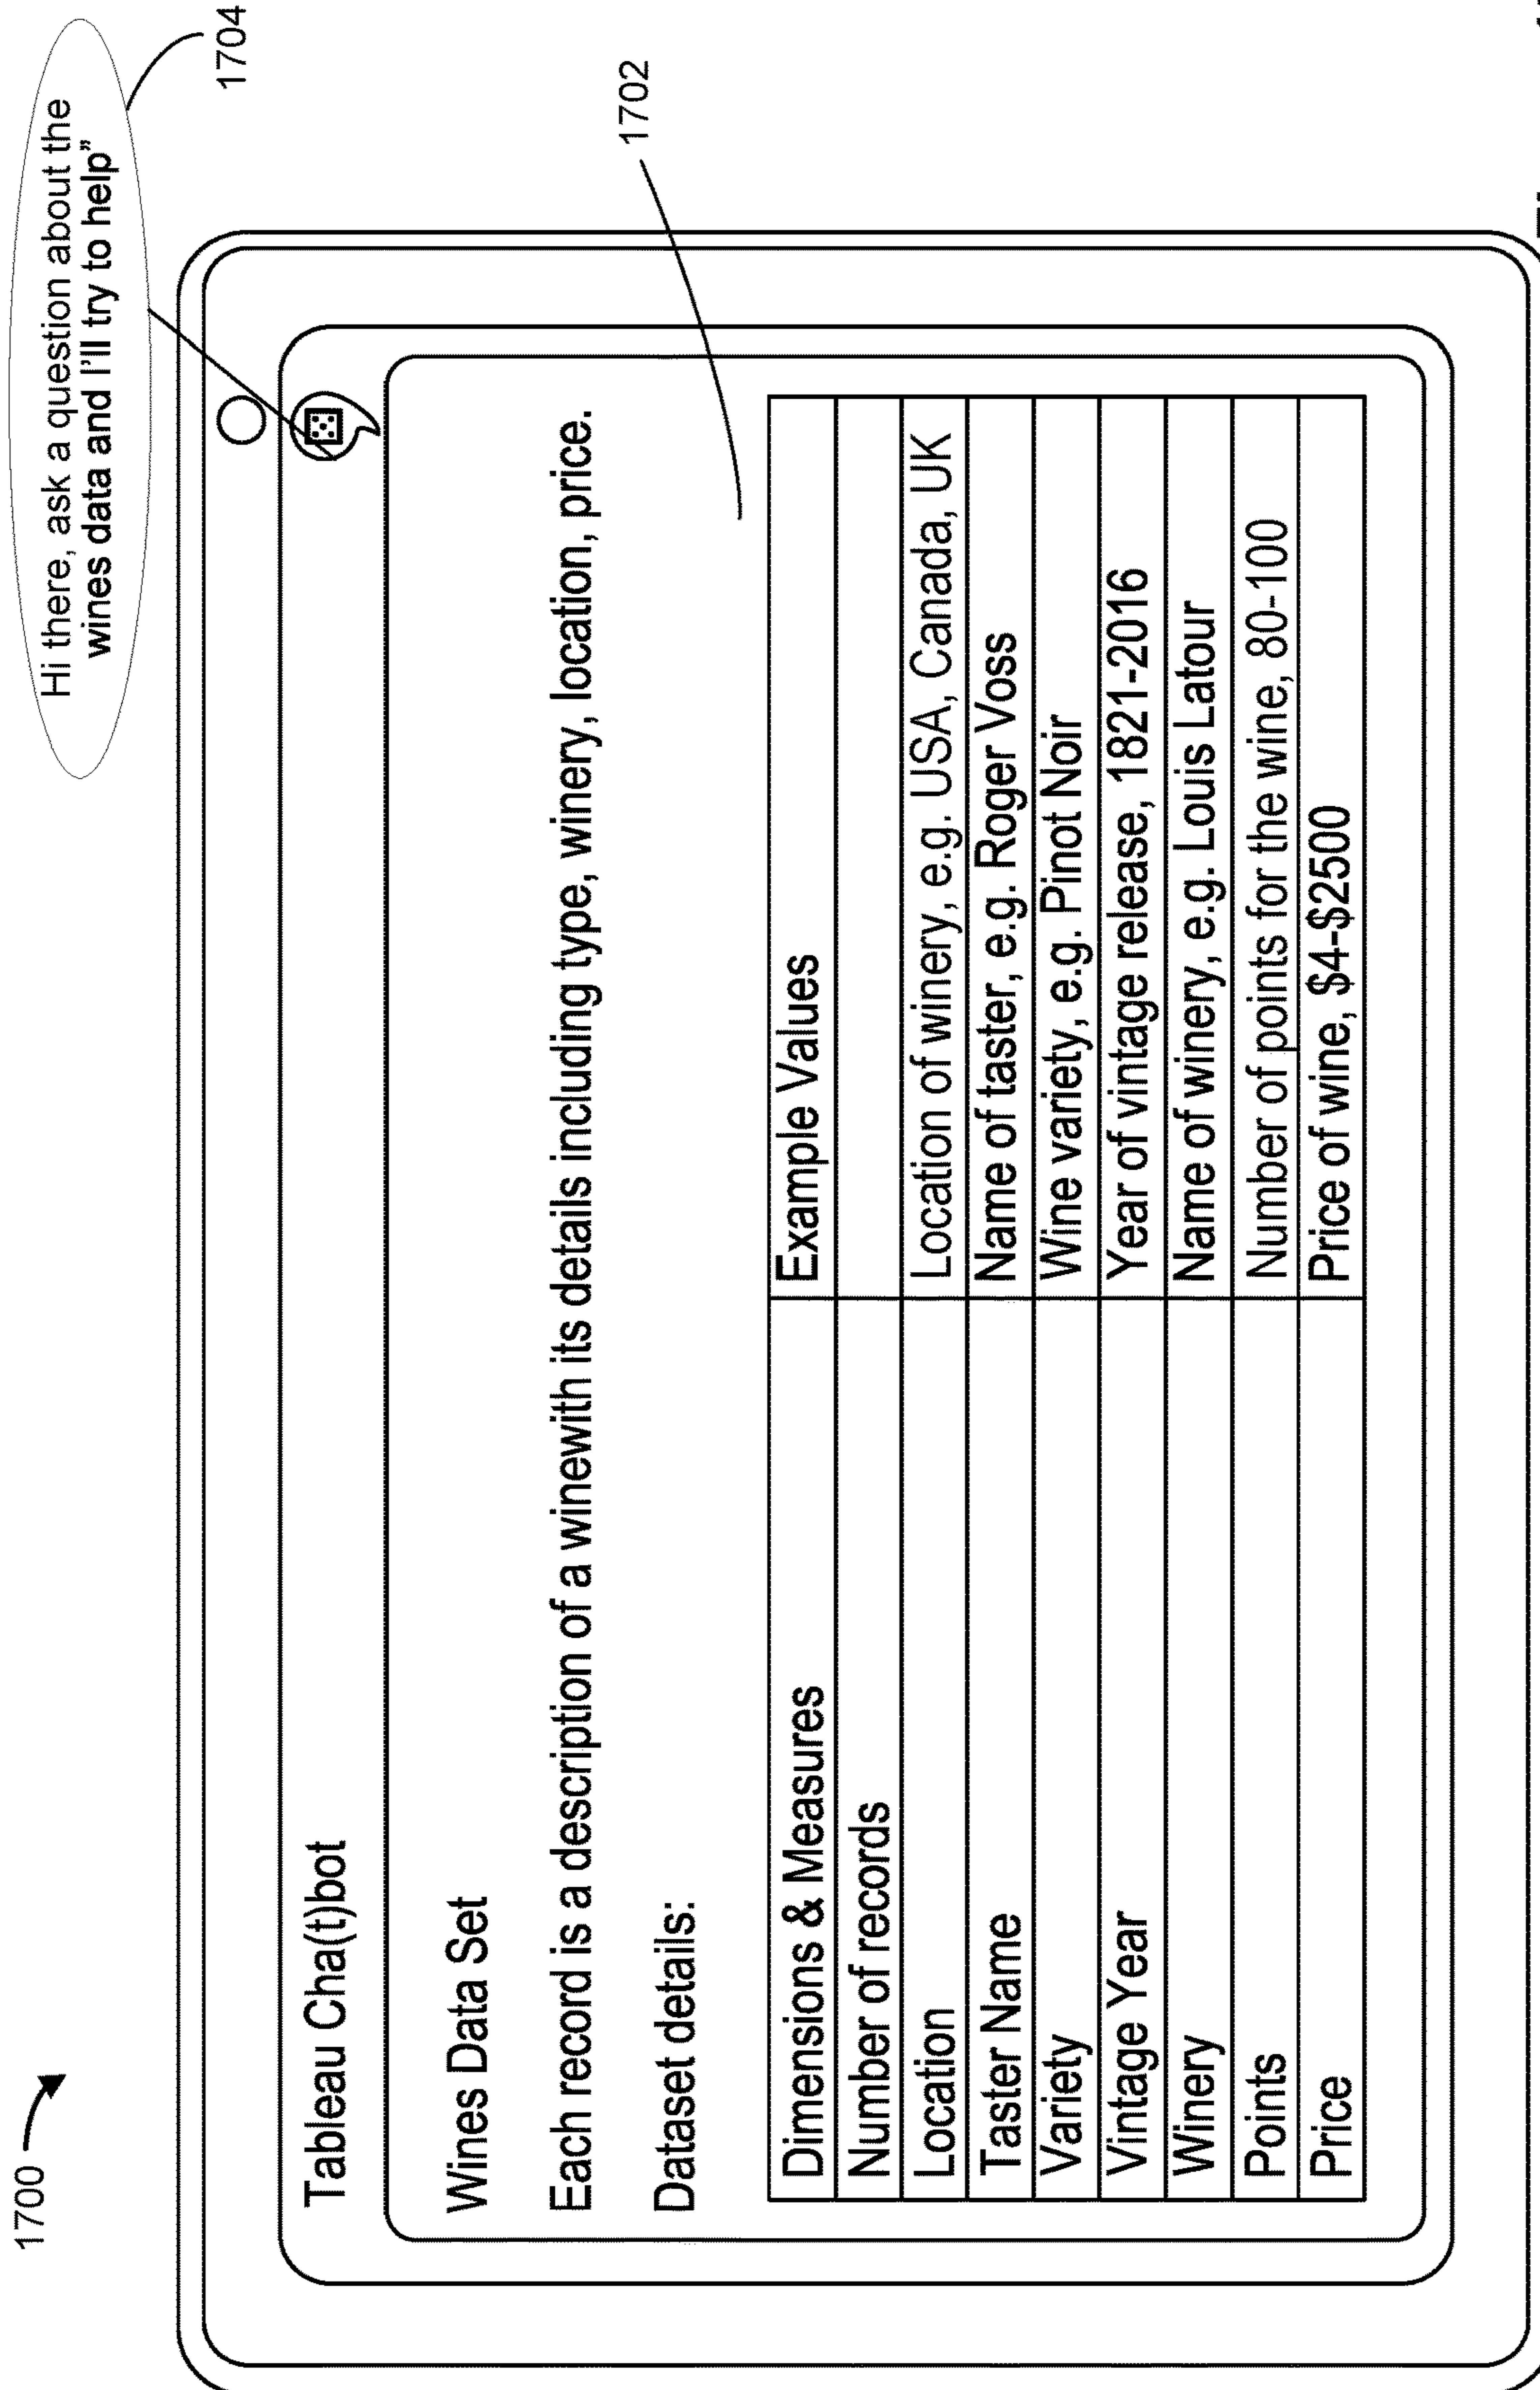 1700
Hi there, ask a question about the
wines data and I'll try to help"
1704
Tableau Cha(t)bot
Wines Data Set
Each record is a description of a winewith its details including type, winery, location, price.
1702
Dataset details:
Dimensions & Measures Example Values
Number of records
Location Location of winery, e.g. USA, Canada, UK
Taster Name Name of taster, e.g. Roger Voss
Variety Wine variety, e.g. Pinot Noir
Vintage Year Year of vintage release, 1821-2016
Winery Name of winery, e.g. Louis Latour
Points Number of points for the wine, 80-100
Price Price of wine, $4-$2500